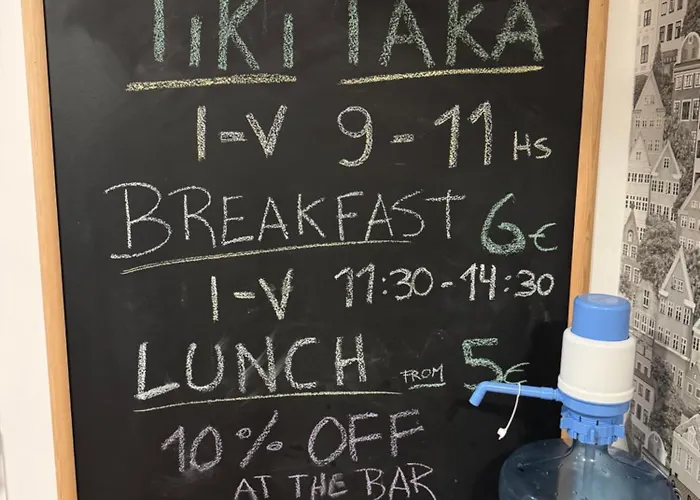 TIKI TAKA
I-V 9-11 HS
BREAKFAST 6€
I-V 11:30-14:30
LUNCH FROM 5€
10% OFF
AT THE BAR